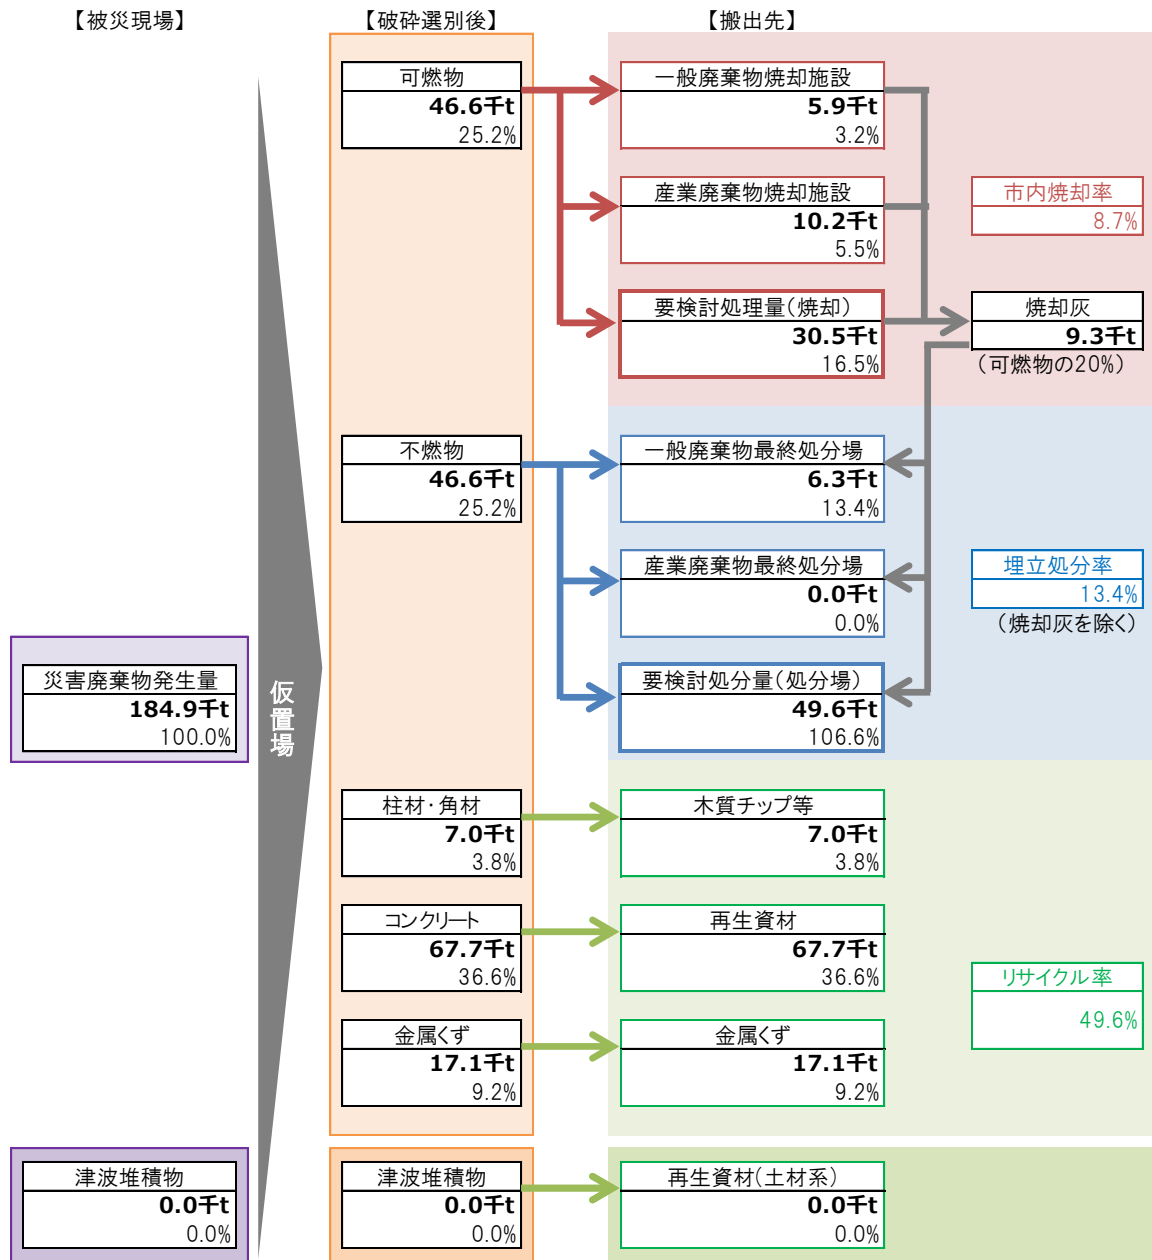 【被災現場】
【破砕選別後】
【搬出先】
可燃物
46.6千t
25.2%
一般廃棄物焼却施設
5.9千t
3.2%
産業廃棄物焼却施設
10.2千t
5.5%
市内焼却率
8.7%
要検討処理量(焼却)
30.5千t
16.5%
焼却灰
9.3千t
(可燃物の20%)
不燃物
46.6千t
25.2%
一般廃棄物最終処分場
6.3千t
13.4%
産業廃棄物最終処分場
0.0千t
0.0%
埋立処分率
13.4%
(焼却灰を除く)
災害廃棄物発生量
184.9千t
100.0%
仮置場
要検討処分量(処分場)
49.6千t
106.6%
柱材・角材
7.0千t
3.8%
木質チップ等
7.0千t
3.8%
コンクリート
67.7千t
36.6%
再生資材
67.7千t
36.6%
リサイクル率
49.6%
金属くず
17.1千t
9.2%
金属くず
17.1千t
9.2%
津波堆積物
0.0千t
0.0%
津波堆積物
0.0千t
0.0%
再生資材(土材系)
0.0千t
0.0%